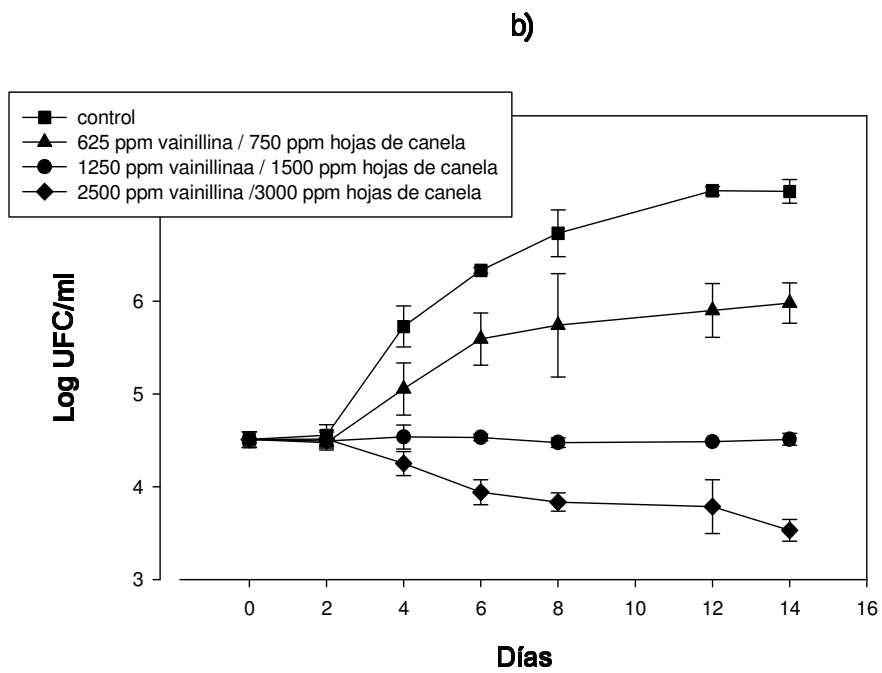 b)
control
625 ppm vainillina / 750 ppm hojas de canela
1250 ppm vainillinaa / 1500 ppm hojas de canela
2500 ppm vainillina /3000 ppm hojas de canela
Log UFC/ml
6
5
4
3
0 2 4 6 8 10 12 14 16
Días